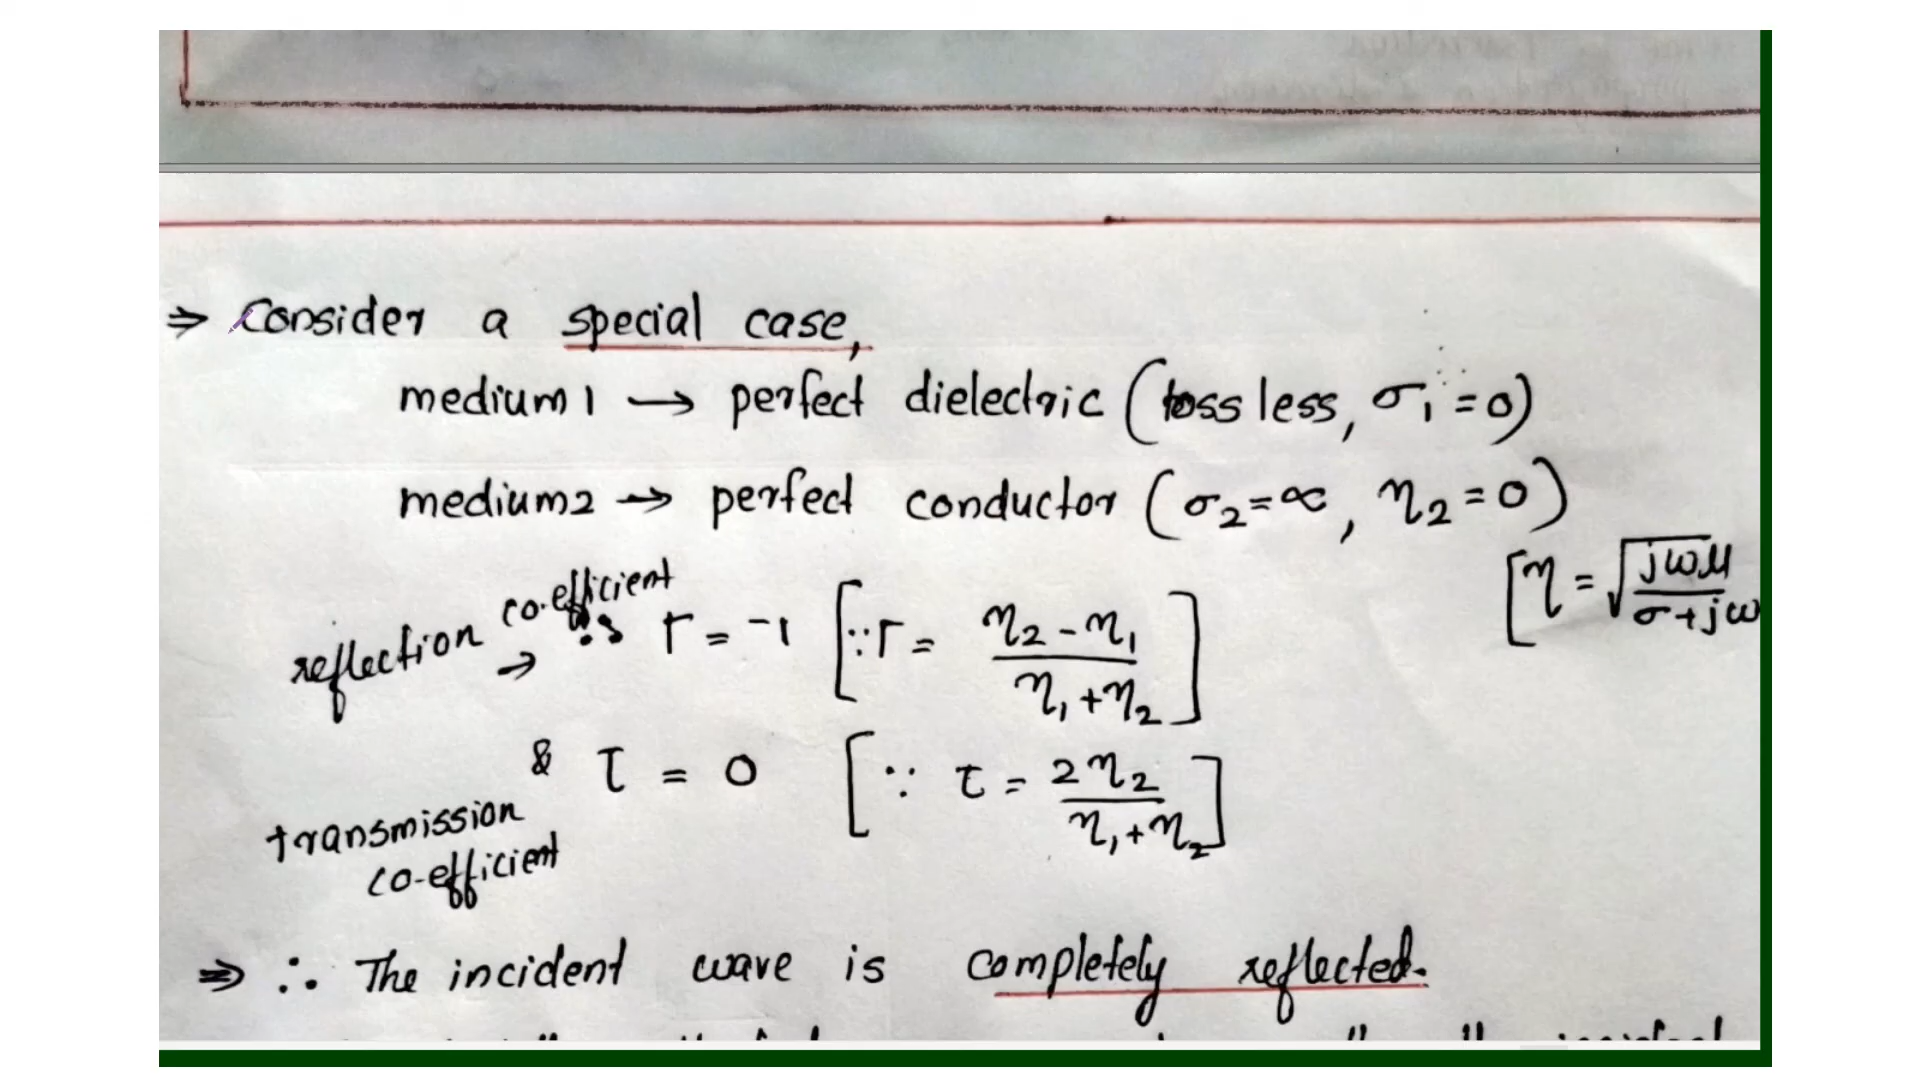 ⇒ Consider a special case,
medium 1 → perfect dielectric (loss less, σ₁ = 0)
medium 2 → perfect conductor (σ₂ = ∝, η₂ = 0)
[η = √(jωμ / σ + jω
reflection co-efficient → ∴ Γ = -1 [∵ Γ = (η₂ - η₁) / (η₁ + η₂)]
& τ = 0 [∵ τ = 2η₂ / (η₁ + η₂)]
transmission
co-efficient
⇒ ∴ The incident wave is completely reflected.